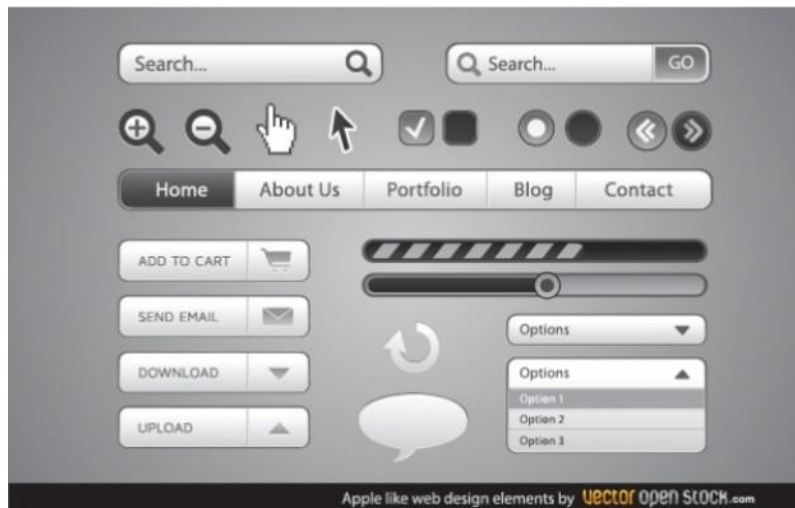 Search...
Search... GO
Home About Us Portfolio Blog Contact
ADD TO CART
SEND EMAIL
DOWNLOAD
UPLOAD
Options
Options
Option 1
Option 2
Option 3
Apple like web design elements by vector open stock.com